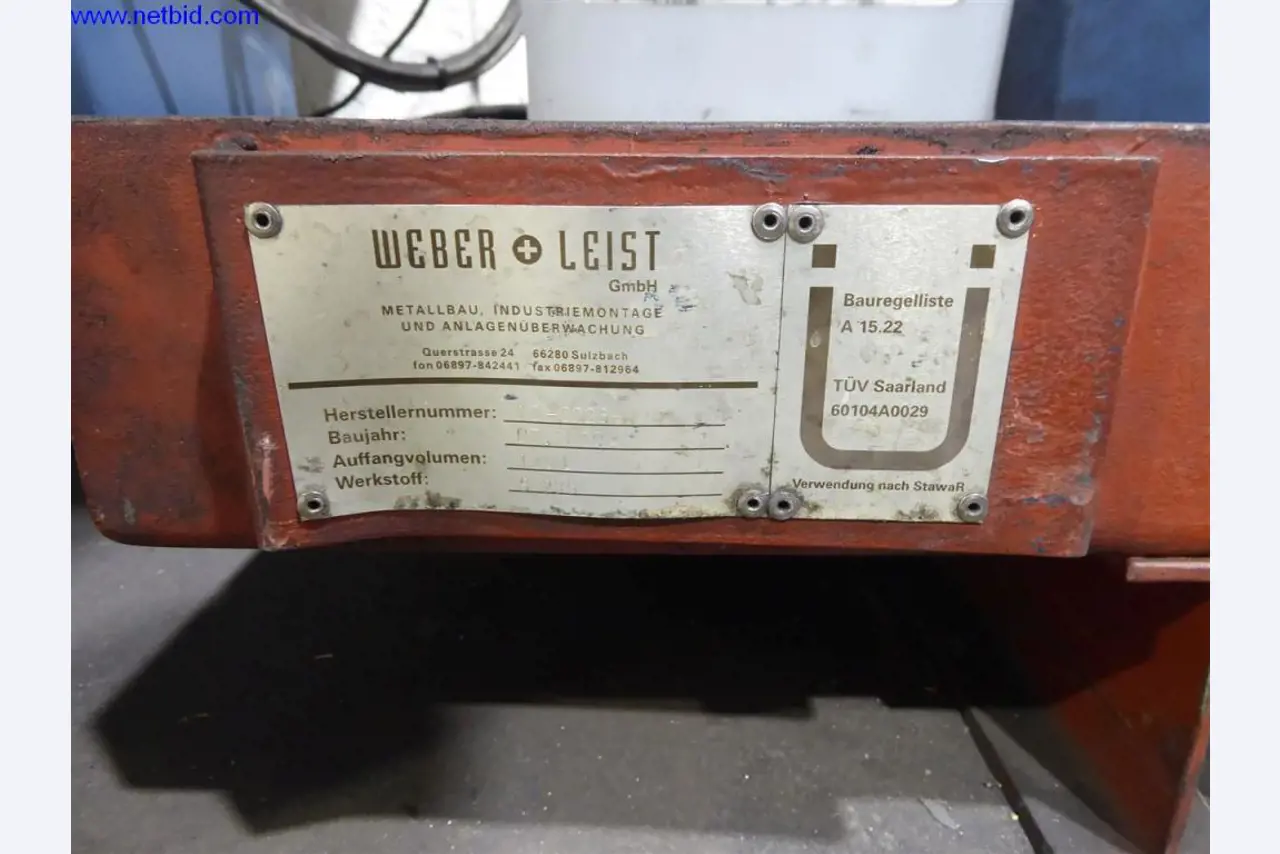 www.netbid.com
WEBER + LEIST
GmbH
METALLBAU, INDUSTRIEMONTAGE
UND ANLAGENÜBERWACHUNG
Querstrasse 24 66280 Sulzbach
fon 06897-842441 fax 06897-812964
Herstellernummer:
Baujahr:
Auffangvolumen:
Werkstoff:
Ü
Bauregelliste
A 15.22
TÜV Saarland
60104A0029
Verwendung nach StawaR